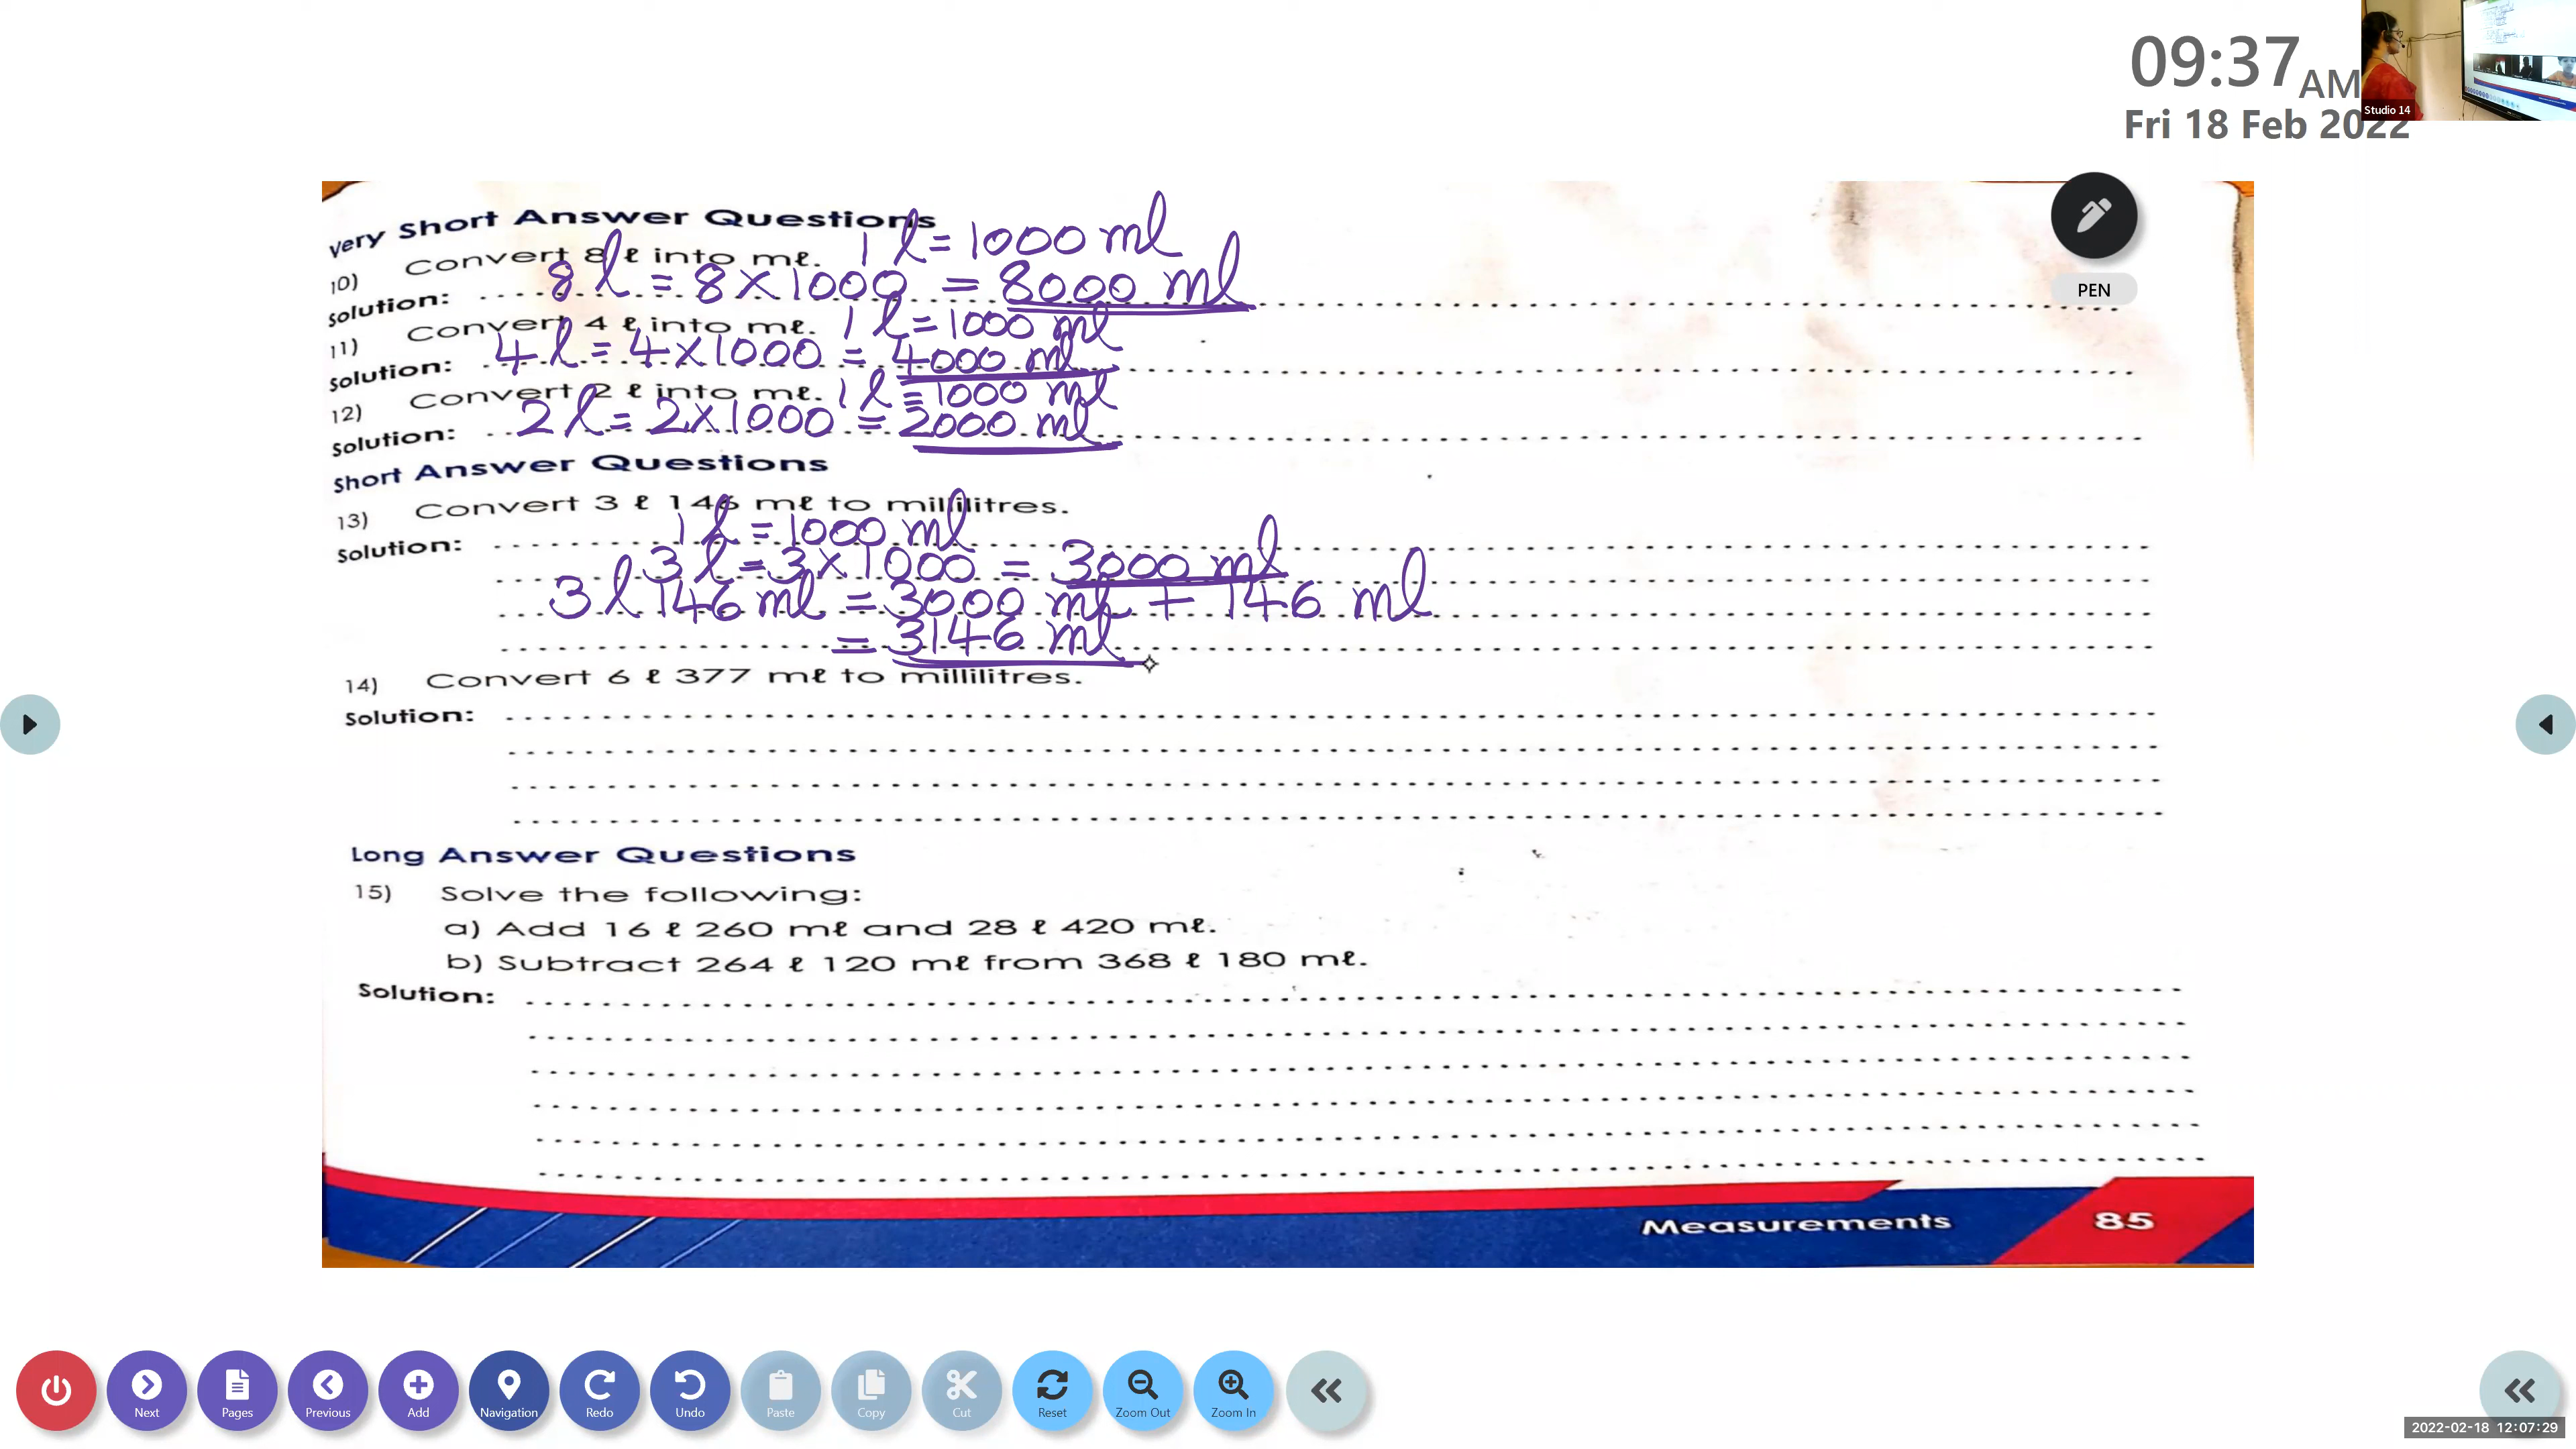 09:37 AM
Fri 18 Feb 2022
Studio 14
PEN
Very Short Answer Questions
1 l = 1000 ml
10) Convert 8 ℓ into mℓ.
Solution: 8 l = 8 × 1000 = 8000 ml
11) Convert 4 ℓ into mℓ. 1 l = 1000 ml
Solution: 4 l = 4 × 1000 = 4000 ml
12) Convert 2 ℓ into mℓ. 1 l = 1000 ml
Solution: 2 l = 2 × 1000 = 2000 ml
Short Answer Questions
13) Convert 3 ℓ 146 mℓ to millilitres.
Solution: 1 l = 1000 ml
3 l = 3 × 1000 = 3000 ml
3 l 146 ml = 3000 ml + 146 ml
= 3146 ml
14) Convert 6 ℓ 377 mℓ to millilitres.
Solution:
Long Answer Questions
15) Solve the following:
a) Add 16 ℓ 260 mℓ and 28 ℓ 420 mℓ.
b) Subtract 264 ℓ 120 mℓ from 368 ℓ 180 mℓ.
Solution:
Measurements 85
Next Pages Previous Add Navigation Redo Undo Paste Copy Cut Reset Zoom Out Zoom In
2022-02-18 12:07:29